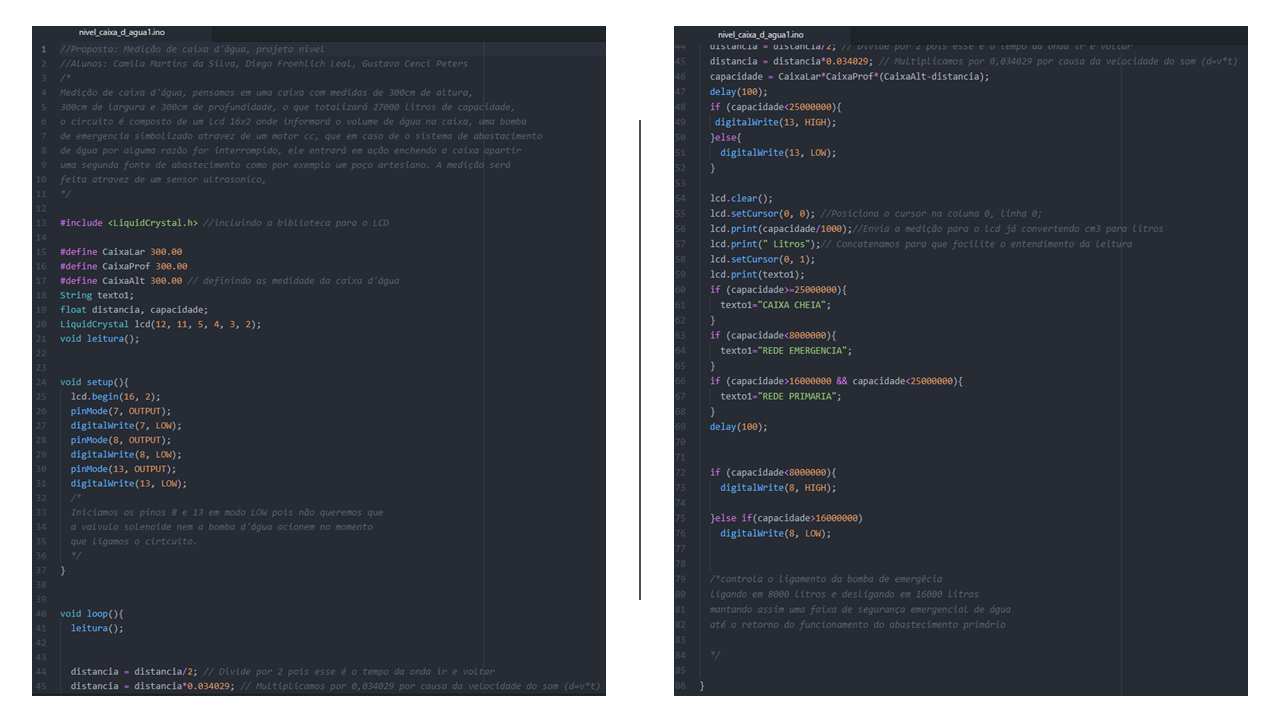 nivel_caixa_d_agua1.ino
1 //Proposta: Medição de caixa d'água, projeto nivel
2 //Alunos: Camila Martins da Silva, Diego Froehlich Leal, Gustavo Cenci Peters
3 /*
4 Medição de caixa d'água, pensamos em uma caixa com medidas de 300cm de altura,
5 300cm de largura e 300cm de profundidade, o que totalizará 27000 litros de capacidade,
6 o circuito é composto de um lcd 16x2 onde informará o volume de água na caixa, uma bomba
7 de emergencia simbolizado atravez de um motor cc, que em caso de o sistema de abastacimento
8 de água por alguma razão for interrompido, ele entrará em ação enchendo a caixa apartir
9 uma segunda fonte de abastecimento como por exemplo um poço artesiano. A medição será
10 feita atravez de um sensor ultrasonico,
11 */
12
13 #include <LiquidCrystal.h> //incluindo a biblioteca para o LCD
14
15 #define CaixaLar 300.00
16 #define CaixaProf 300.00
17 #define CaixaAlt 300.00 // definindo as medidade da caixa d'água
18 String texto1;
19 float distancia, capacidade;
20 LiquidCrystal lcd(12, 11, 5, 4, 3, 2);
21 void leitura();
22
23
24 void setup(){
25 lcd.begin(16, 2);
26 pinMode(7, OUTPUT);
27 digitalWrite(7, LOW);
28 pinMode(8, OUTPUT);
29 digitalWrite(8, LOW);
30 pinMode(13, OUTPUT);
31 digitalWrite(13, LOW);
32 /*
33 Iniciamos os pinos 8 e 13 em modo LOW pois não queremos que
34 a valvula solenoide nem a bomba d'água acionem no momento
35 que ligamos o cirtcuito.
36 */
37 }
38
39
40 void loop(){
41 leitura();
42
43
44 distancia = distancia/2; // Divide por 2 pois esse é o tempo da onda ir e voltar
45 distancia = distancia*0.034029; // Multiplicamos por 0,034029 por causa da velocidade do som (d=v*t)
nivel_caixa_d_agua1.ino
44 distancia = distancia/2; // Divide por 2 pois esse é o tempo da onda ir e voltar
45 distancia = distancia*0.034029; // Multiplicamos por 0,034029 por causa da velocidade do som (d=v*t)
46 capacidade = CaixaLar*CaixaProf*(CaixaAlt-distancia);
47 delay(100);
48 if (capacidade<25000000){
49 digitalWrite(13, HIGH);
50 }else{
51 digitalWrite(13, LOW);
52 }
53
54 lcd.clear();
55 lcd.setCursor(0, 0); //Posiciona o cursor na coluna 0, linha 0;
56 lcd.print(capacidade/1000);//Envia a medição para o lcd já convertendo cm3 para litros
57 lcd.print(" Litros");// Concatenamos para que facilite o entendimento da leitura
58 lcd.setCursor(0, 1);
59 lcd.print(texto1);
60 if (capacidade>=25000000){
61 texto1="CAIXA CHEIA";
62 }
63 if (capacidade<8000000){
64 texto1="REDE EMERGENCIA";
65 }
66 if (capacidade>16000000 && capacidade<25000000){
67 texto1="REDE PRIMARIA";
68 }
69 delay(100);
70
71
72 if (capacidade<8000000){
73 digitalWrite(8, HIGH);
74
75 }else if(capacidade>16000000)
76 digitalWrite(8, LOW);
77
78
79 /*controla o ligamento da bomba de emergêcia
80 ligando em 8000 litros e desligando em 16000 litros
81 montando assim uma faixa de segurança emergencial de água
82 até o retorno do funcionamento do abastecimento primário
83
84 */
85
86 }